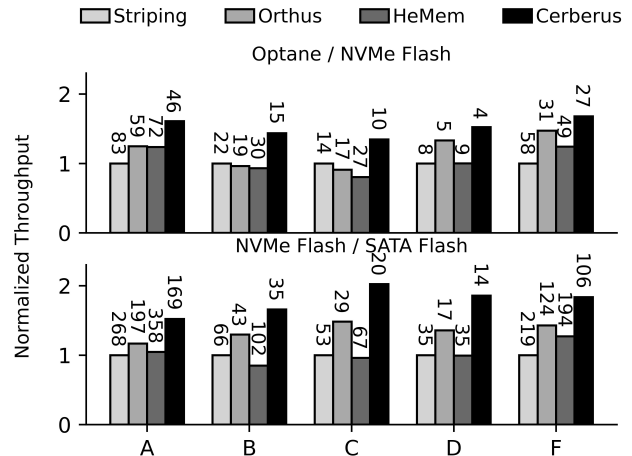 Striping Orthus HeMem Cerberus
Optane / NVMe Flash
Normalized Throughput
2
1
0
83 59 72 46
22 19 30 15
14 17 27 10
8 5 9 4
58 31 49 27
NVMe Flash / SATA Flash
2
1
0
268 197 358 169
66 43 102 35
53 29 67 20
35 17 35 14
219 124 194 106
A B C D F